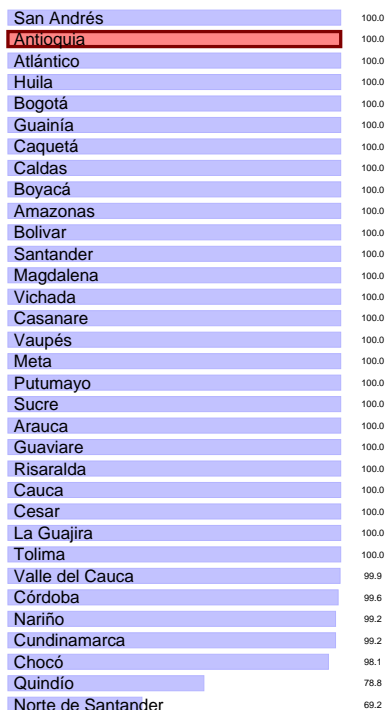 San Andrés 100.0
Antioquia 100.0
Atlántico 100.0
Huila 100.0
Bogotá 100.0
Guainía 100.0
Caquetá 100.0
Caldas 100.0
Boyacá 100.0
Amazonas 100.0
Bolivar 100.0
Santander 100.0
Magdalena 100.0
Vichada 100.0
Casanare 100.0
Vaupés 100.0
Meta 100.0
Putumayo 100.0
Sucre 100.0
Arauca 100.0
Guaviare 100.0
Risaralda 100.0
Cauca 100.0
Cesar 100.0
La Guajira 100.0
Tolima 100.0
Valle del Cauca 99.9
Córdoba 99.6
Nariño 99.2
Cundinamarca 99.2
Chocó 98.1
Quindío 78.8
Norte de Santander 69.2